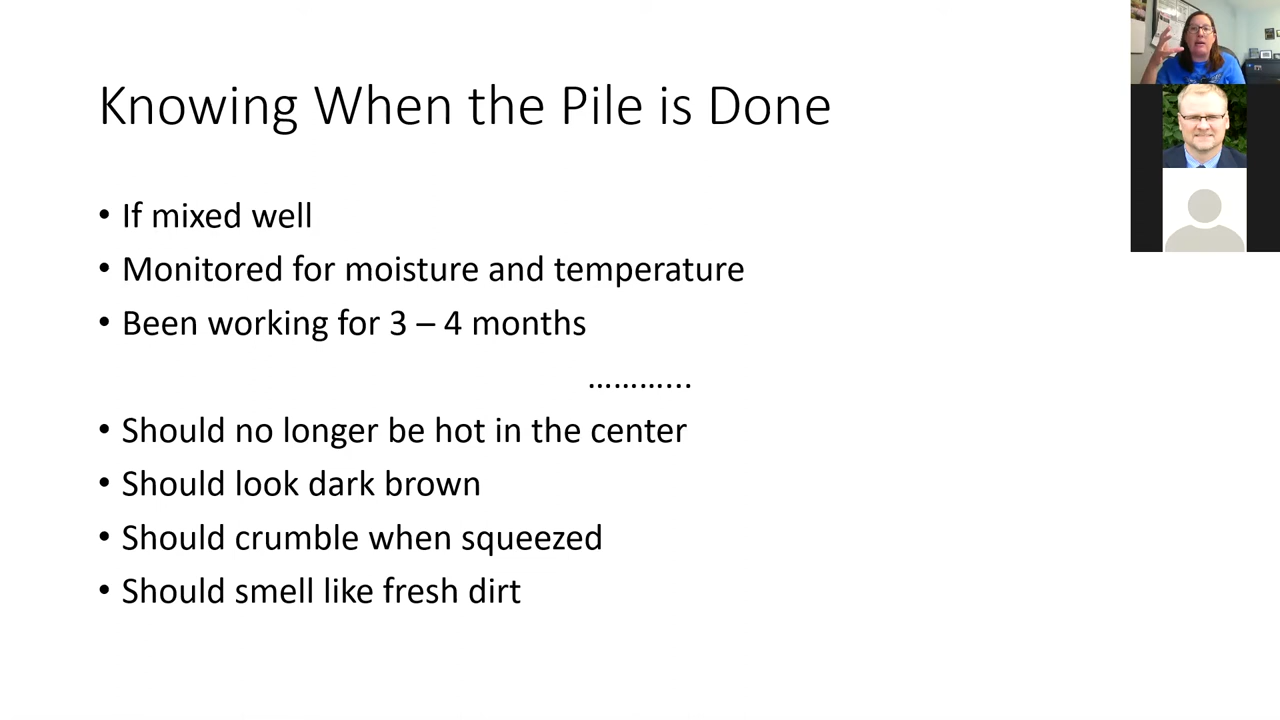 Knowing When the Pile is Done
• If mixed well
• Monitored for moisture and temperature
• Been working for 3 – 4 months
………...
• Should no longer be hot in the center
• Should look dark brown
• Should crumble when squeezed
• Should smell like fresh dirt